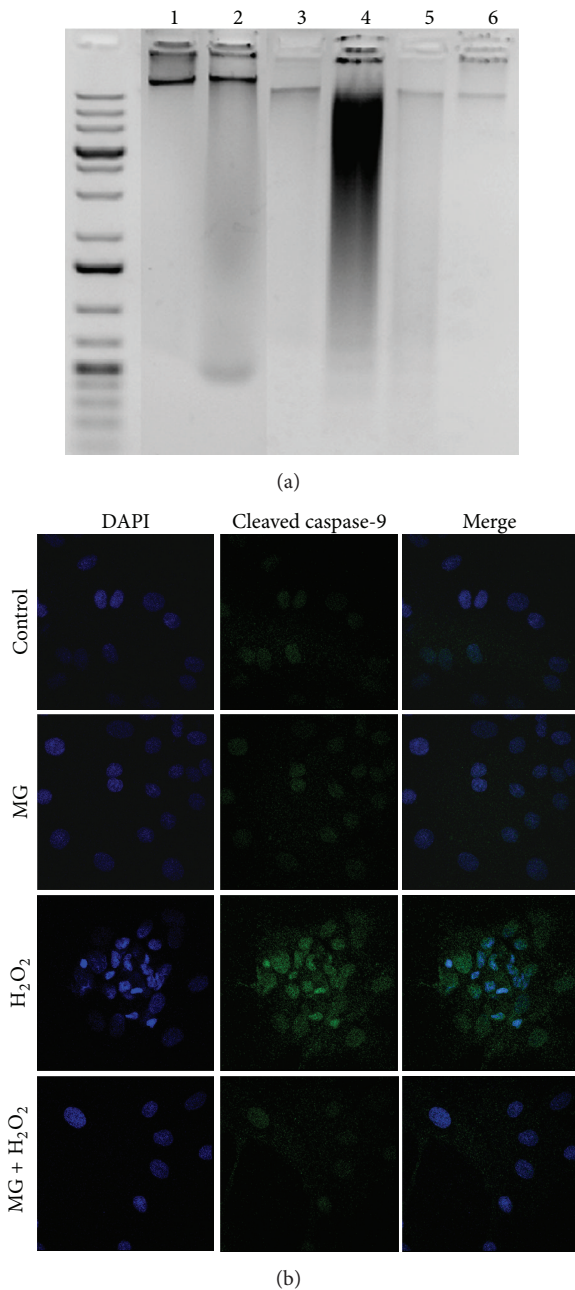 1 2 3 4 5 6
(a)
DAPI Cleaved caspase-9 Merge
Control
MG
H₂O₂
MG + H₂O₂
(b)